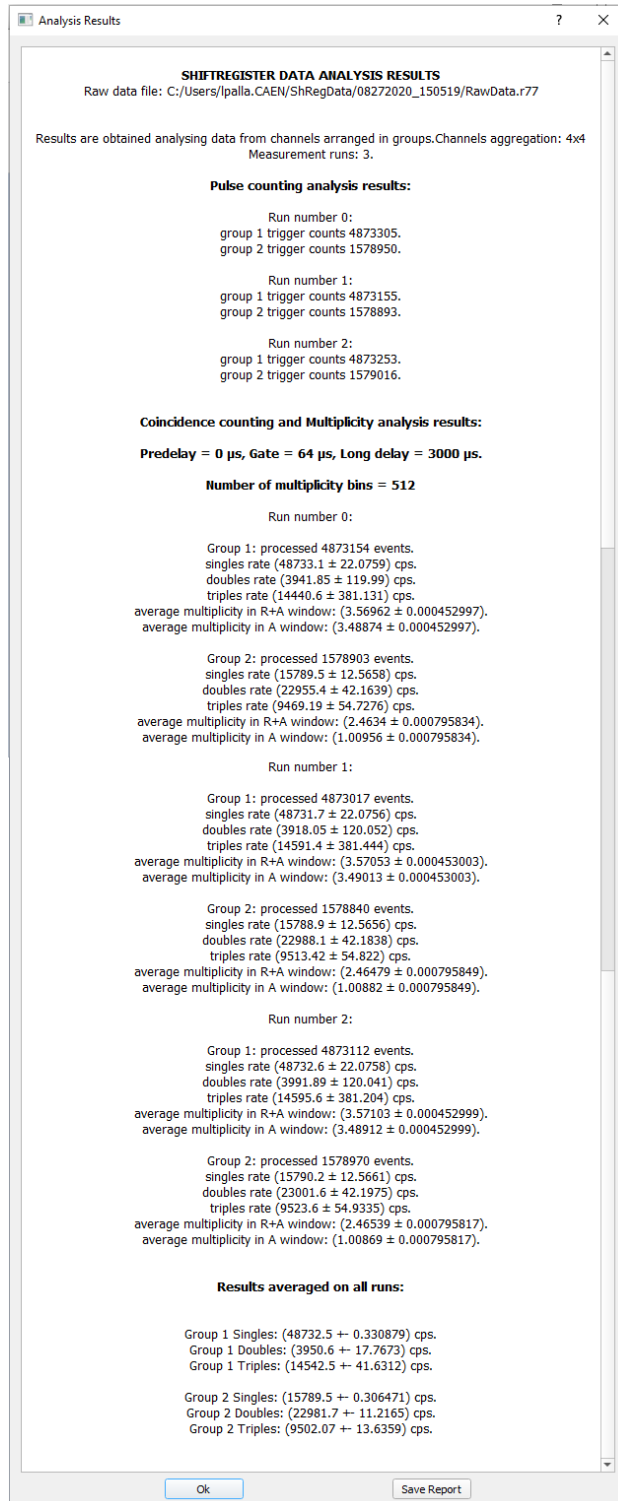 Analysis Results
SHIFTREGISTER DATA ANALYSIS RESULTS
Raw data file: C:/Users/lpalla.CAEN/ShRegData/08272020_150519/RawData.r77
Results are obtained analysing data from channels arranged in groups.Channels aggregation: 4x4
Measurement runs: 3.
Pulse counting analysis results:
Run number 0:
group 1 trigger counts 4873305.
group 2 trigger counts 1578950.
Run number 1:
group 1 trigger counts 4873155.
group 2 trigger counts 1578893.
Run number 2:
group 1 trigger counts 4873253.
group 2 trigger counts 1579016.
Coincidence counting and Multiplicity analysis results:
Predelay = 0 µs, Gate = 64 µs, Long delay = 3000 µs.
Number of multiplicity bins = 512
Run number 0:
Group 1: processed 4873154 events.
singles rate (48733.1 ± 22.0759) cps.
doubles rate (3941.85 ± 119.99) cps.
triples rate (14440.6 ± 381.131) cps.
average multiplicity in R+A window: (3.56962 ± 0.000452997).
average multiplicity in A window: (3.48874 ± 0.000452997).
Group 2: processed 1578903 events.
singles rate (15789.5 ± 12.5658) cps.
doubles rate (22955.4 ± 42.1639) cps.
triples rate (9469.19 ± 54.7276) cps.
average multiplicity in R+A window: (2.4634 ± 0.000795834).
average multiplicity in A window: (1.00956 ± 0.000795834).
Run number 1:
Group 1: processed 4873017 events.
singles rate (48731.7 ± 22.0756) cps.
doubles rate (3918.05 ± 120.052) cps.
triples rate (14591.4 ± 381.444) cps.
average multiplicity in R+A window: (3.57053 ± 0.000453003).
average multiplicity in A window: (3.49013 ± 0.000453003).
Group 2: processed 1578840 events.
singles rate (15788.9 ± 12.5656) cps.
doubles rate (22988.1 ± 42.1838) cps.
triples rate (9513.42 ± 54.822) cps.
average multiplicity in R+A window: (2.46479 ± 0.000795849).
average multiplicity in A window: (1.00882 ± 0.000795849).
Run number 2:
Group 1: processed 4873112 events.
singles rate (48732.6 ± 22.0758) cps.
doubles rate (3991.89 ± 120.041) cps.
triples rate (14595.6 ± 381.204) cps.
average multiplicity in R+A window: (3.57103 ± 0.000452999).
average multiplicity in A window: (3.48912 ± 0.000452999).
Group 2: processed 1578970 events.
singles rate (15790.2 ± 12.5661) cps.
doubles rate (23001.6 ± 42.1975) cps.
triples rate (9523.6 ± 54.9335) cps.
average multiplicity in R+A window: (2.46539 ± 0.000795817).
average multiplicity in A window: (1.00869 ± 0.000795817).
Results averaged on all runs:
Group 1 Singles: (48732.5 +- 0.330879) cps.
Group 1 Doubles: (3950.6 +- 17.7673) cps.
Group 1 Triples: (14542.5 +- 41.6312) cps.
Group 2 Singles: (15789.5 +- 0.306471) cps.
Group 2 Doubles: (22981.7 +- 11.2165) cps.
Group 2 Triples: (9502.07 +- 13.6359) cps.
Ok
Save Report